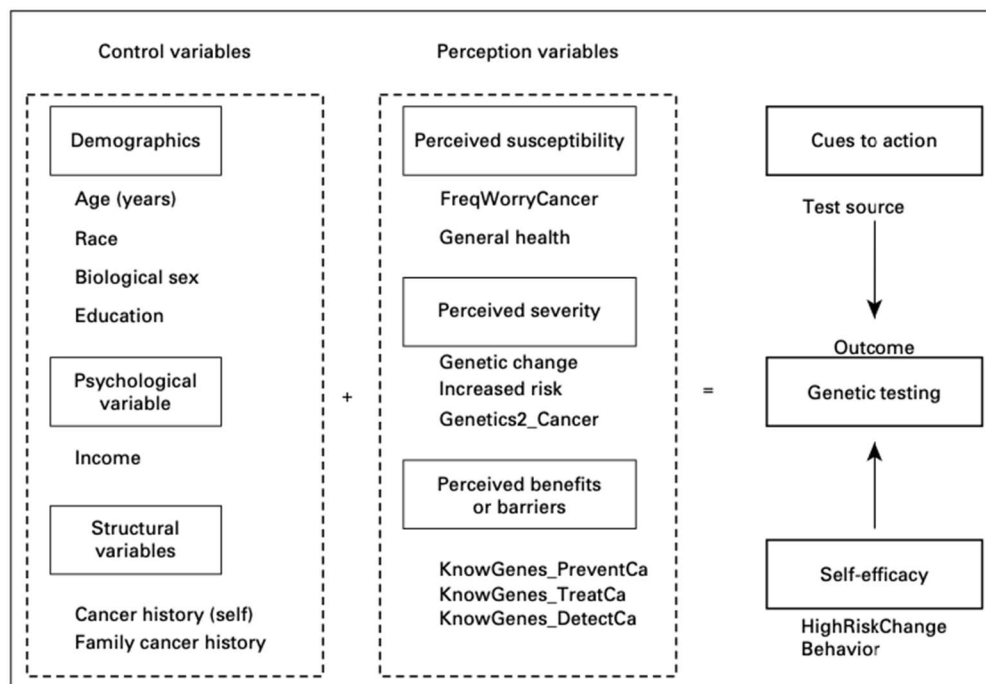 Control variables
Demographics
Age (years)
Race
Biological sex
Education
Psychological
variable
Income
Structural
variables
Cancer history (self)
Family cancer history
+
Perception variables
Perceived susceptibility
FreqWorryCancer
General health
Perceived severity
Genetic change
Increased risk
Genetics2_Cancer
Perceived benefits
or barriers
KnowGenes_PreventCa
KnowGenes_TreatCa
KnowGenes_DetectCa
=
Cues to action
Test source
Outcome
Genetic testing
Self-efficacy
HighRiskChange
Behavior